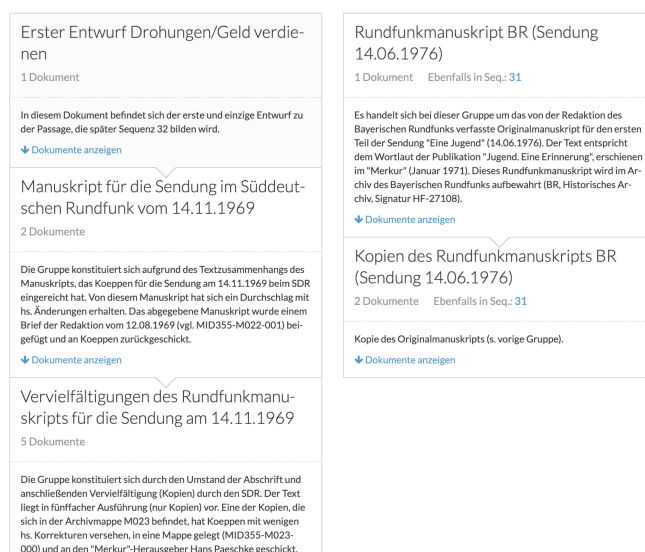 Erster Entwurf Drohungen/Geld verdie-
nen
1 Dokument
In diesem Dokument befindet sich der erste und einzige Entwurf zu
der Passage, die später Sequenz 32 bilden wird.
Dokumente anzeigen
Manuskript für die Sendung im Süddeut-
schen Rundfunk vom 14.11.1969
2 Dokumente
Die Gruppe konstituiert sich aufgrund des Textzusammenhangs des
Manuskripts, das Koeppen für die Sendung am 14.11.1969 beim SDR
eingereicht hat. Von diesem Manuskript hat sich ein Durchschlag mit
hs. Änderungen erhalten. Das abgegebene Manuskript wurde einem
Brief der Redaktion vom 12.08.1969 (vgl. MID355-M022-001) bei-
gefügt und an Koeppen zurückgeschickt.
Dokumente anzeigen
Vervielfältigungen des Rundfunkmanu-
skripts für die Sendung am 14.11.1969
5 Dokumente
Die Gruppe konstituiert sich durch den Umstand der Abschrift und
anschließenden Vervielfältigung (Kopien) durch den SDR. Der Text
liegt in fünffacher Ausführung (nur Kopien) vor. Eine der Kopien, die
sich in der Archivmappe M023 befindet, hat Koeppen mit wenigen
hs. Korrekturen versehen, in eine Mappe gelegt (MID355-M023-
000) und an den "Merkur"-Herausgeber Hans Paeschke geschickt.
Rundfunkmanuskript BR (Sendung
14.06.1976)
1 Dokument Ebenfalls in Seq.: 31
Es handelt sich bei dieser Gruppe um das von der Redaktion des
Bayerischen Rundfunks verfasste Originalmanuskript für den ersten
Teil der Sendung "Eine Jugend" (14.06.1976). Der Text entspricht
dem Wortlaut der Publikation "Jugend. Eine Erinnerung", erschienen
im "Merkur" (Januar 1971). Dieses Rundfunkmanuskript wird im Ar-
chiv des Bayerischen Rundfunks aufbewahrt (BR, Historisches Ar-
chiv, Signatur HF-27108).
Dokumente anzeigen
Kopien des Rundfunkmanuskripts BR
(Sendung 14.06.1976)
2 Dokumente Ebenfalls in Seq.: 31
Kopie des Originalmanuskripts (s. vorige Gruppe).
Dokumente anzeigen